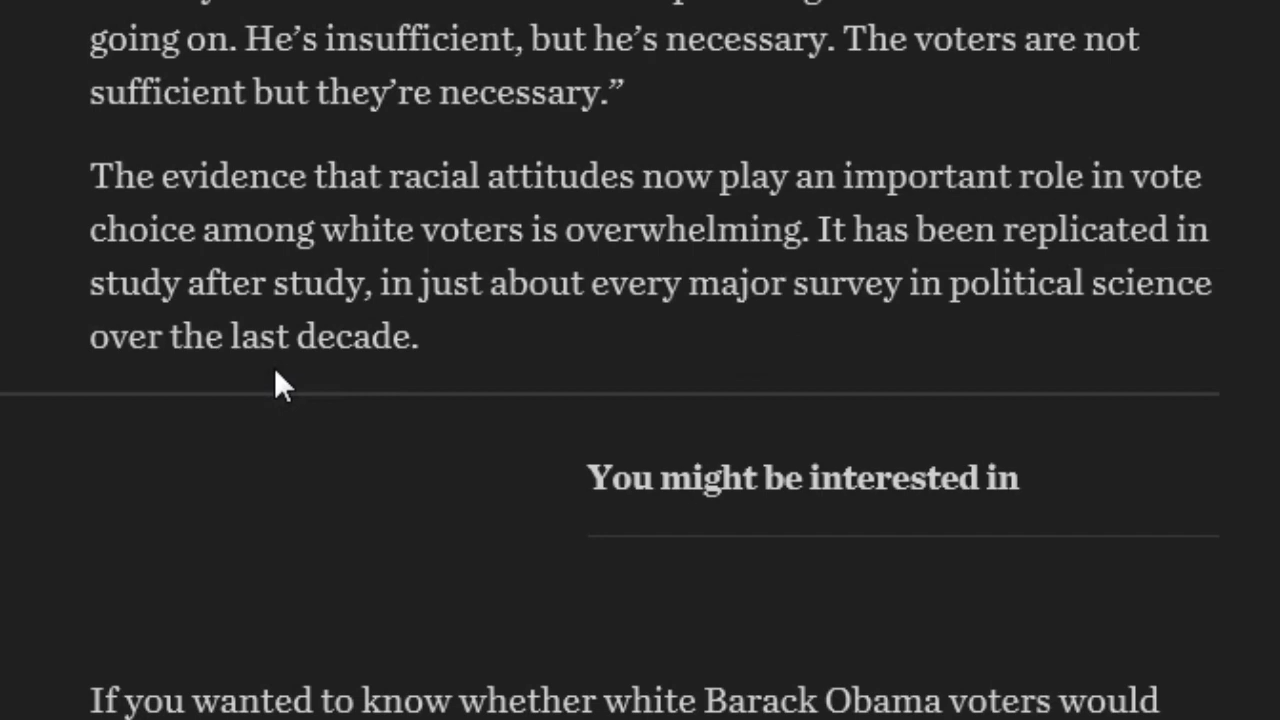 going on. He’s insufficient, but he’s necessary. The voters are not
sufficient but they’re necessary.”
The evidence that racial attitudes now play an important role in vote
choice among white voters is overwhelming. It has been replicated in
study after study, in just about every major survey in political science
over the last decade.
You might be interested in
If you wanted to know whether white Barack Obama voters would